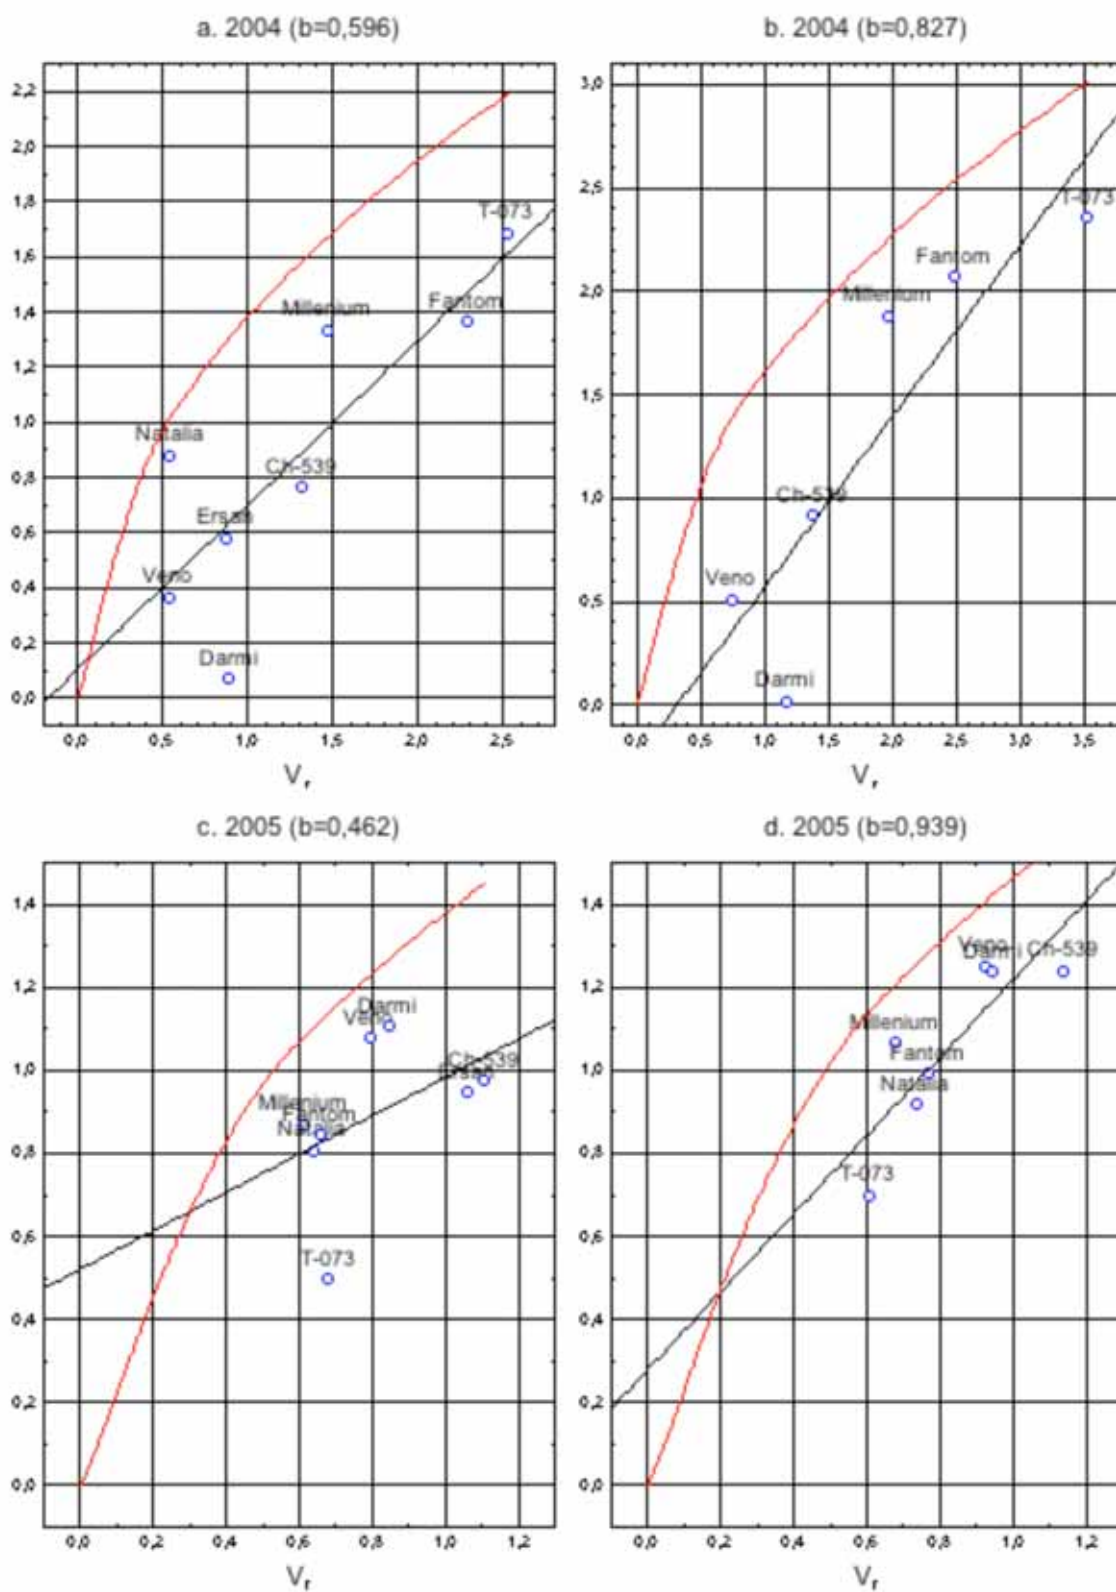 a. 2004 (b=0,596)
2,2
2,0
1,8
1,6
1,4
1,2
1,0
0,8
0,6
0,4
0,2
0,0
T-073
Millenium
Fantom
Natalia
Ch-539
Ersan
Veno
Darmi
0,0 0,5 1,0 1,5 2,0 2,5
Vr
b. 2004 (b=0,827)
3,0
2,5
2,0
1,5
1,0
0,5
0,0
T-073
Fantom
Millenium
Ch-539
Veno
Darmi
0,0 0,5 1,0 1,5 2,0 2,5 3,0 3,5
Vr
c. 2005 (b=0,462)
1,4
1,2
1,0
0,8
0,6
0,4
0,2
0,0
Darmi
Veno
Ch-539
Ersan
Millenium
Fantom
Natalia
T-073
0,0 0,2 0,4 0,6 0,8 1,0 1,2
Vr
d. 2005 (b=0,939)
1,4
1,2
1,0
0,8
0,6
0,4
0,2
0,0
Veno
Darmi Ch-539
Millenium
Fantom
Natalia
T-073
0,0 0,2 0,4 0,6 0,8 1,0 1,2
Vr